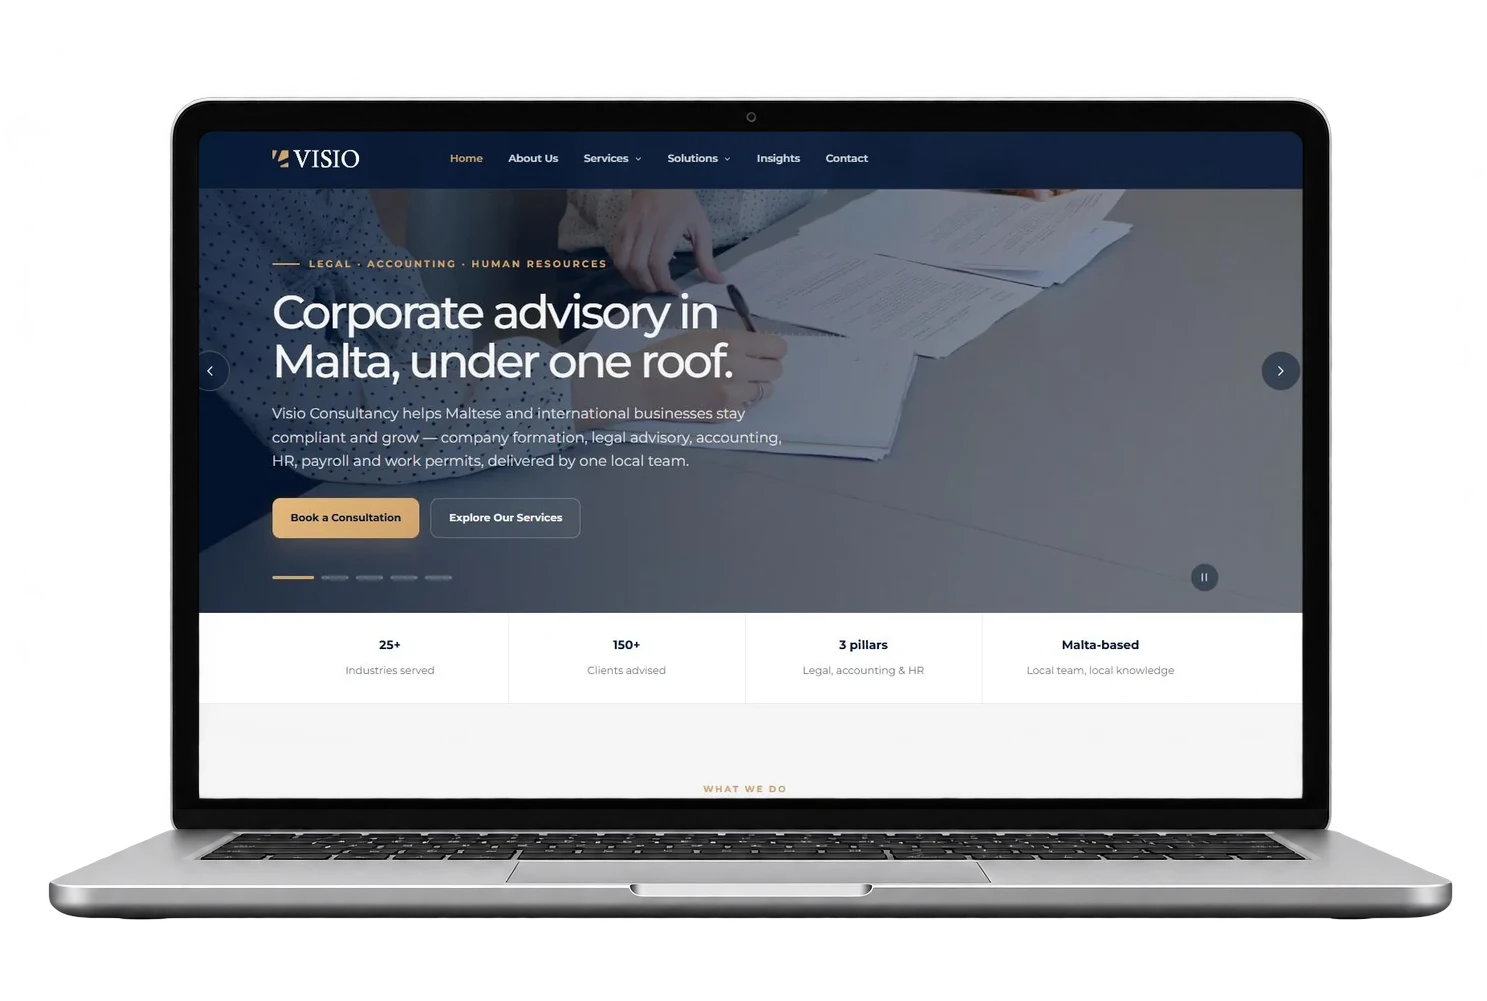 VISIO
Home
About Us
Services
Solutions
Insights
Contact
LEGAL · ACCOUNTING · HUMAN RESOURCES
Corporate advisory in
Malta, under one roof.
Visio Consultancy helps Maltese and international businesses stay
compliant and grow — company formation, legal advisory, accounting,
HR, payroll and work permits, delivered by one local team.
Book a Consultation
Explore Our Services
25+
Industries served
150+
Clients advised
3 pillars
Legal, accounting & HR
Malta-based
Local team, local knowledge
WHAT WE DO